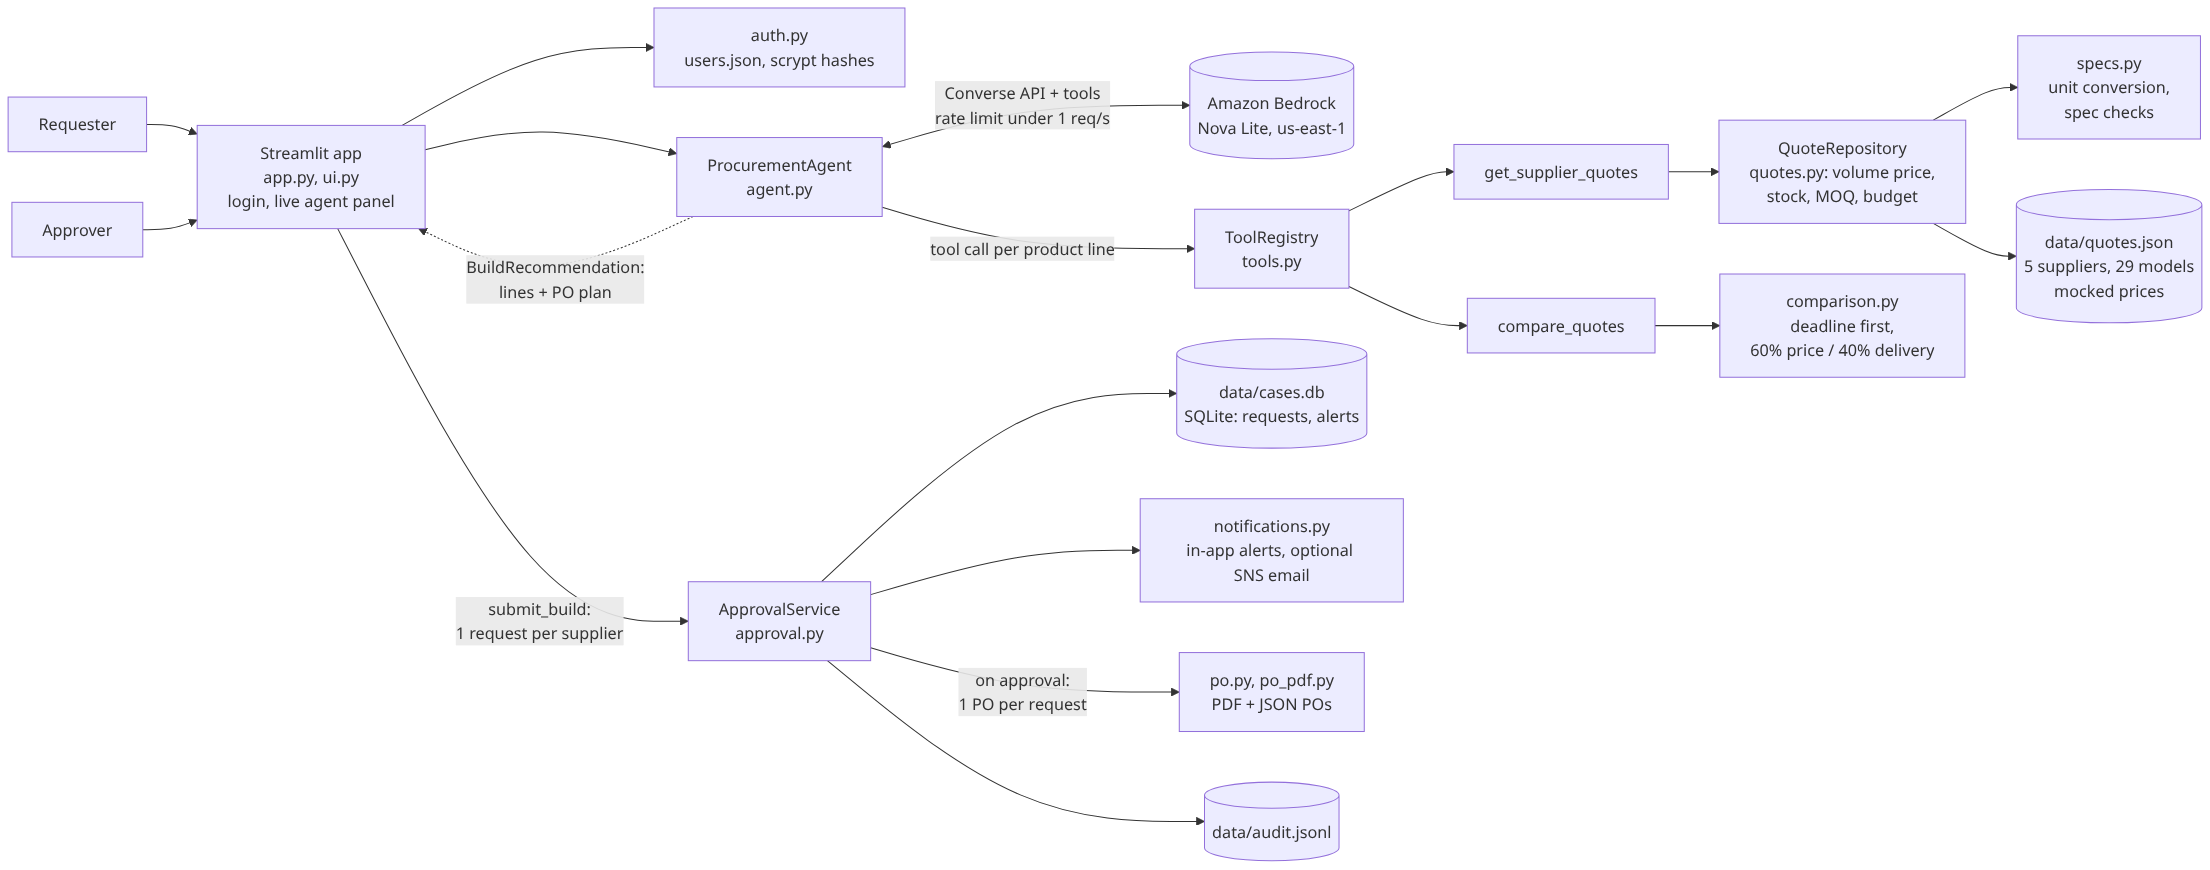 Requester
Approver
Streamlit app
app.py, ui.py
login, live agent panel
auth.py
users.json, scrypt hashes
ProcurementAgent
agent.py
BuildRecommendation:
lines + PO plan
submit_build:
1 request per supplier
Converse API + tools
rate limit under 1 req/s
tool call per product line
Amazon Bedrock
Nova Lite, us-east-1
ToolRegistry
tools.py
get_supplier_quotes
compare_quotes
QuoteRepository
quotes.py: volume price,
stock, MOQ, budget
comparison.py
deadline first,
60% price / 40% delivery
specs.py
unit conversion,
spec checks
data/quotes.json
5 suppliers, 29 models
mocked prices
ApprovalService
approval.py
data/cases.db
SQLite: requests, alerts
notifications.py
in-app alerts, optional
SNS email
on approval:
1 PO per request
po.py, po_pdf.py
PDF + JSON POs
data/audit.jsonl